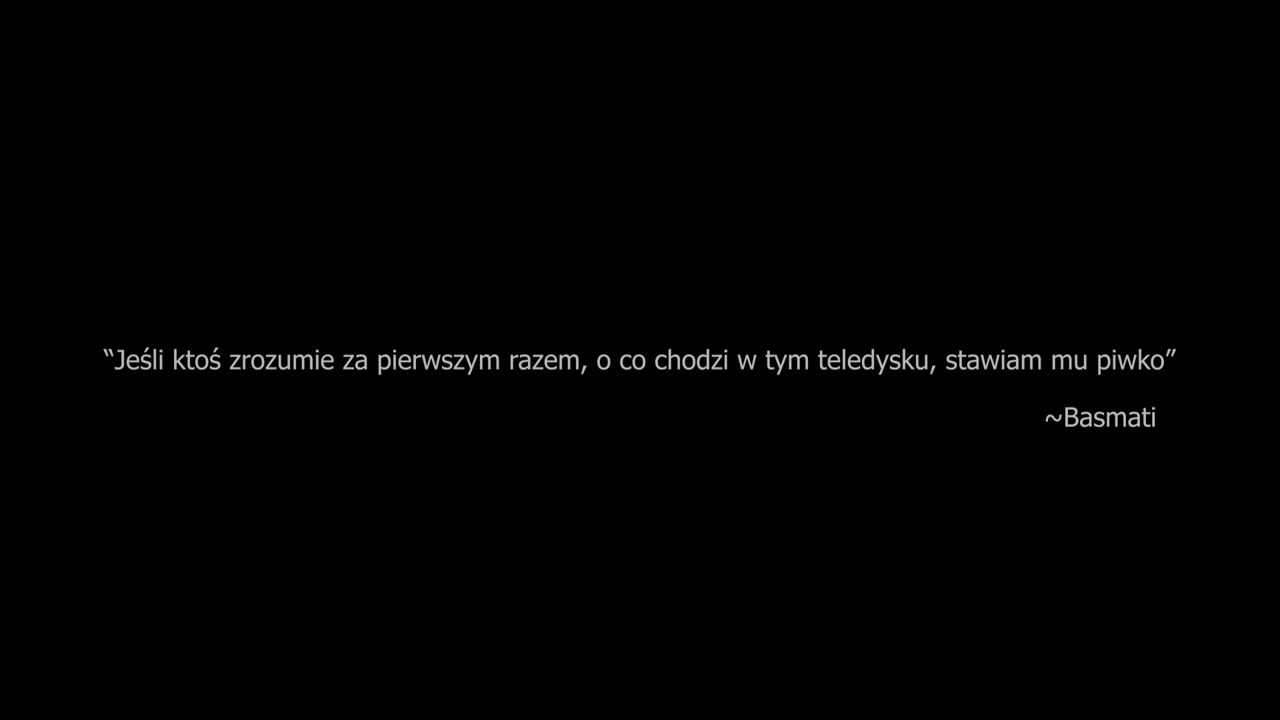 “Jeśli ktoś zrozumie za pierwszym razem, o co chodzi w tym teledysku, stawiam mu piwko”
~Basmati